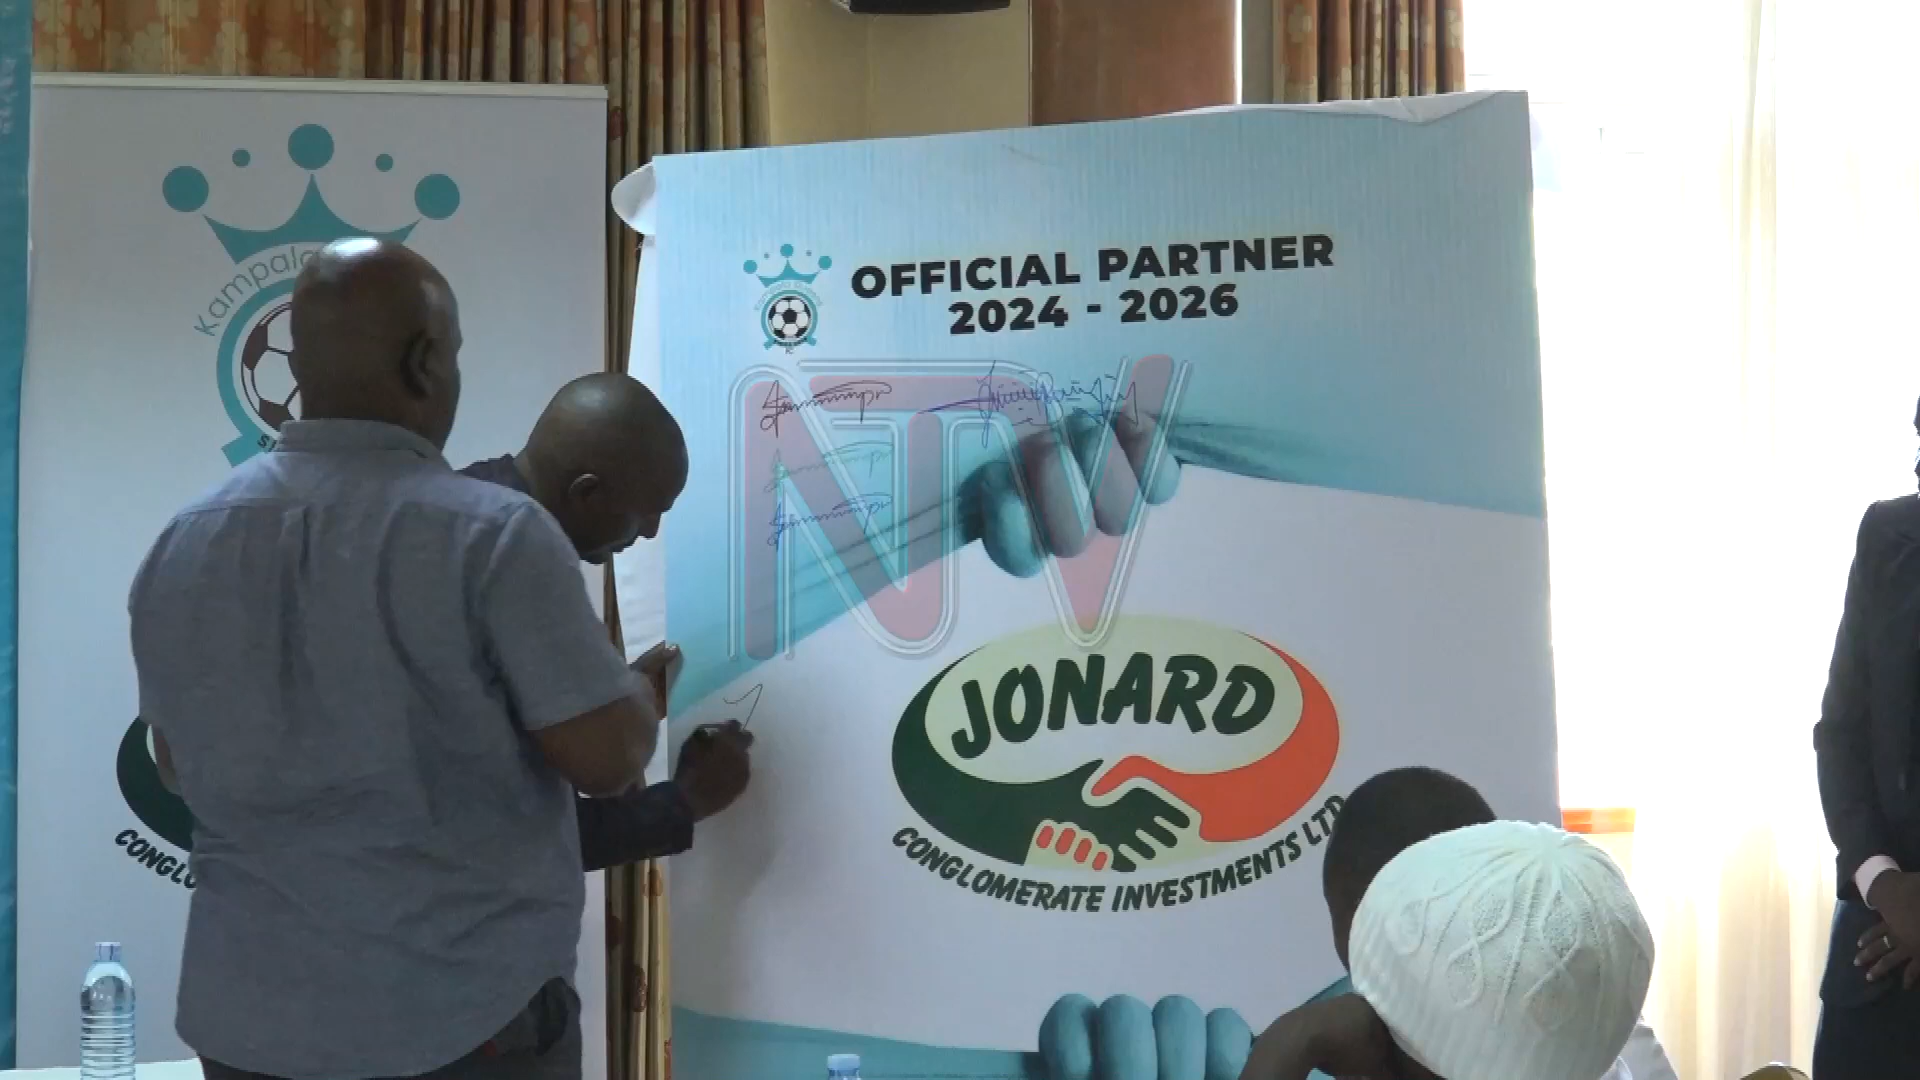 Kampala
OFFICIAL PARTNER
2024 - 2026
NTV
JONARD
CONGLOMERATE INVESTMENTS LTD
CONGLO